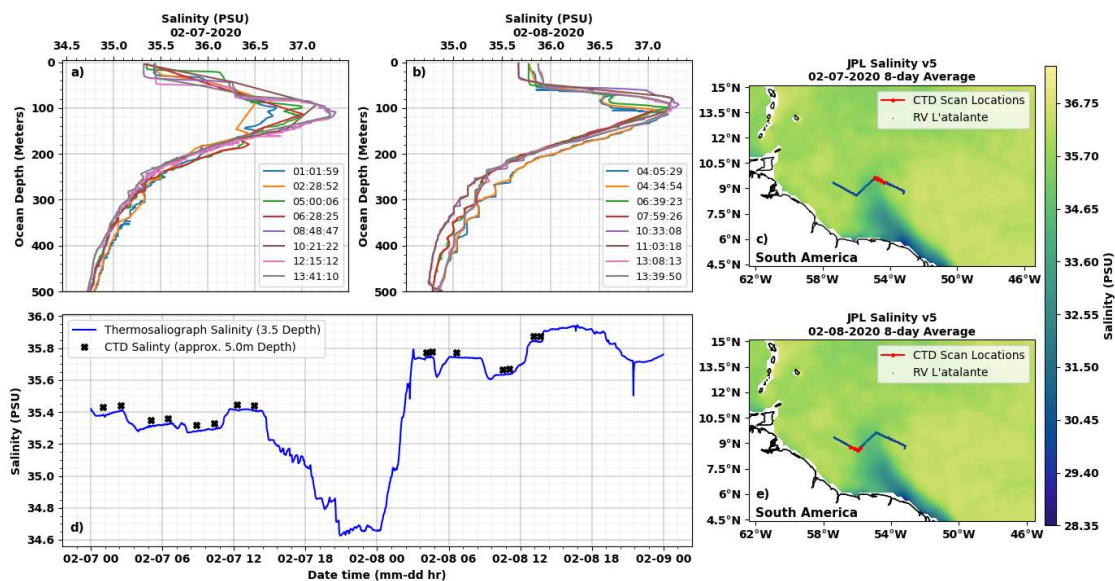 Salinity (PSU)
02-07-2020
34.5 35.0 35.5 36.0 36.5 37.0
a)
Ocean Depth (Meters)
0
100
200
300
400
500
01:01:59
02:28:52
05:00:06
06:28:25
08:48:47
10:21:22
12:15:12
13:41:10
Salinity (PSU)
02-08-2020
35.0 35.5 36.0 36.5 37.0
b)
Ocean Depth (Meters)
0
100
200
300
400
500
04:05:29
04:34:54
06:39:23
07:59:26
10:33:08
11:03:18
13:08:13
13:39:50
JPL Salinity v5
02-07-2020 8-day Average
CTD Scan Locations
RV L'atalante
15°N
12°N
10.5°N
9°N
7.5°N
6°N
4.5°N
c)
South America
62°W 60°W 57°W 54°W 53°W 50°W 48°W 46°W
Thermosaliograph Salinity (3.5 Depth)
CTD Salinty (approx. 5.0m Depth)
Salinity (PSU)
36.0
35.8
35.6
35.4
35.2
35.0
34.8
34.6
d)
02-07 00 02-07 06 02-07 12 02-07 18 02-08 00 02-08 06 02-08 12 02-08 18 02-09 00
Date time (mm-dd hr)
JPL Salinity v5
02-08-2020 8-day Average
CTD Scan Locations
RV L'atalante
15°N
12°N
10.5°N
9°N
7.5°N
6°N
4.5°N
e)
South America
62°W 60°W 57°W 54°W 53°W 50°W 48°W 46°W
36.75
35.70
34.65
33.60
32.55
31.50
30.45
29.40
28.35
Salinity (PSU)